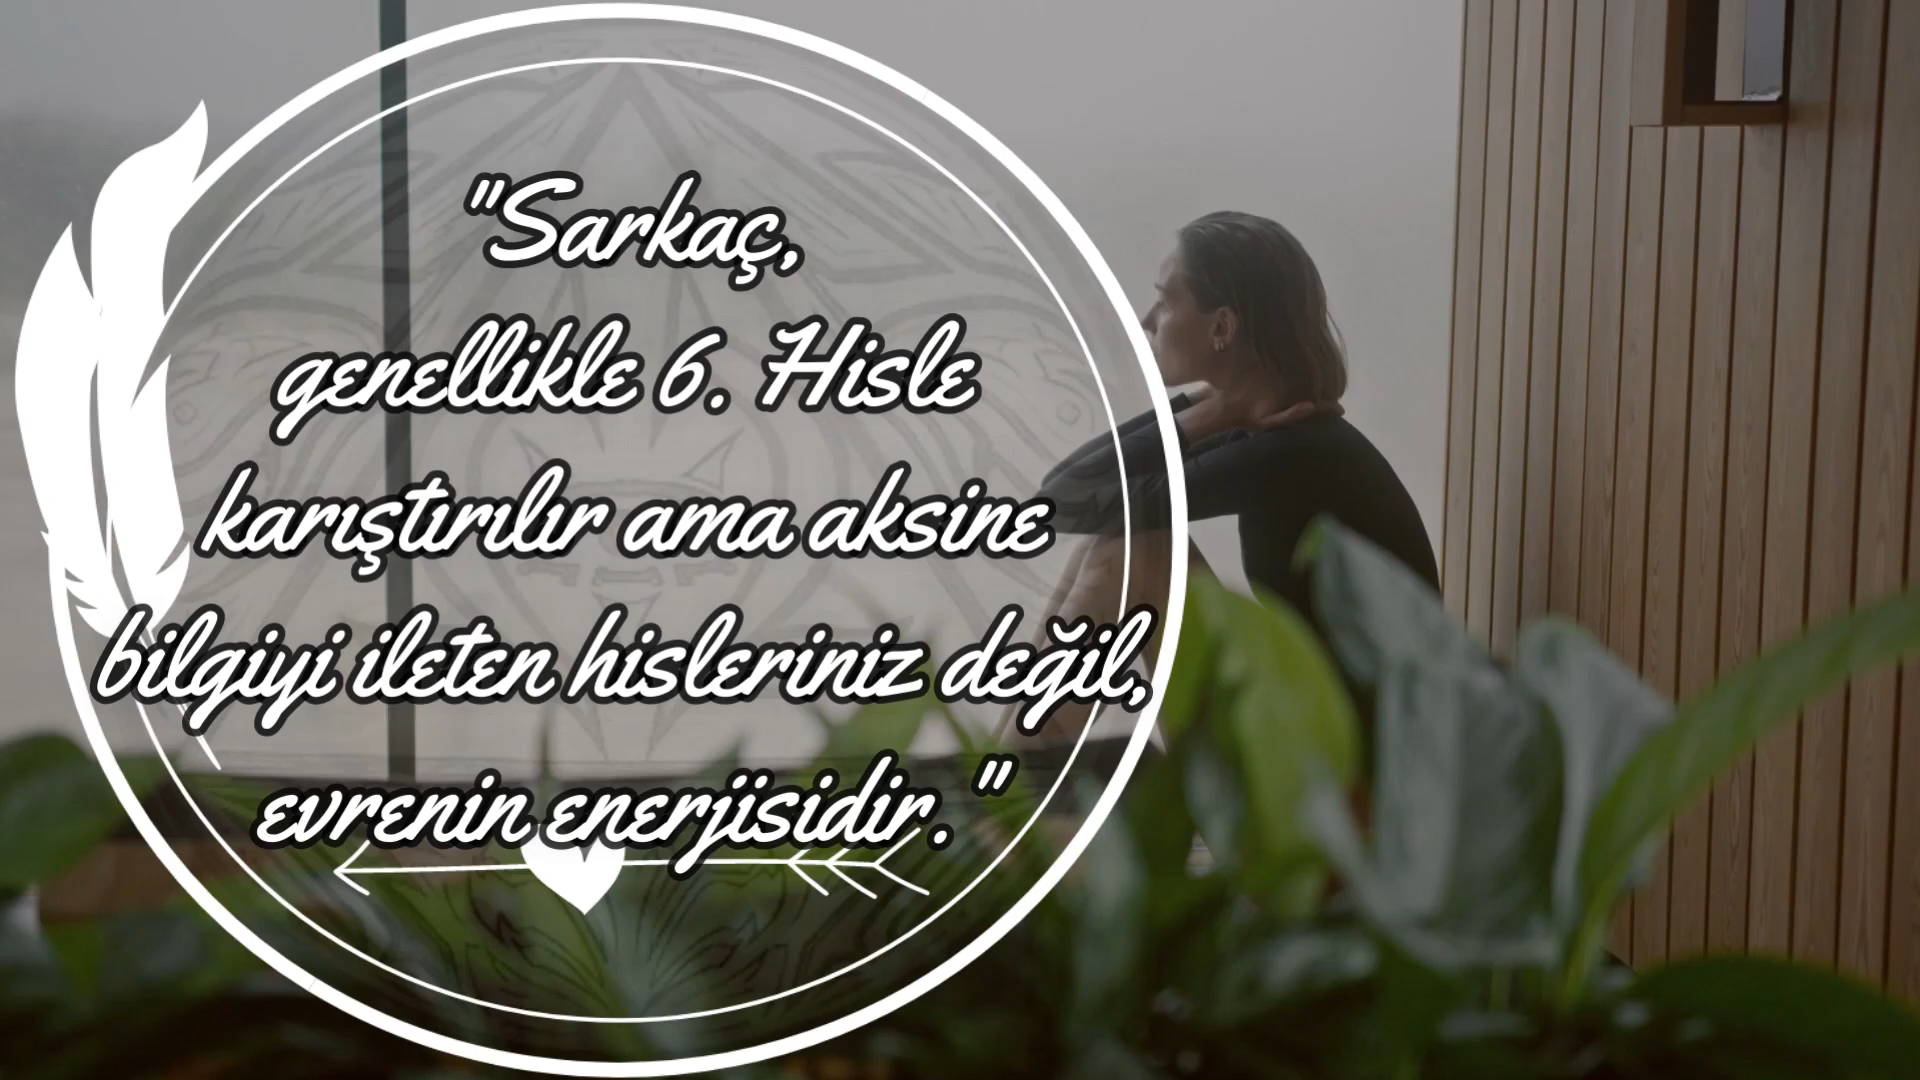 "Sarkaç,
genellikle 6. Hisle
karıştırılır ama aksine
bilgiyi ileten hisleriniz değil,
evrenin enerjisidir."